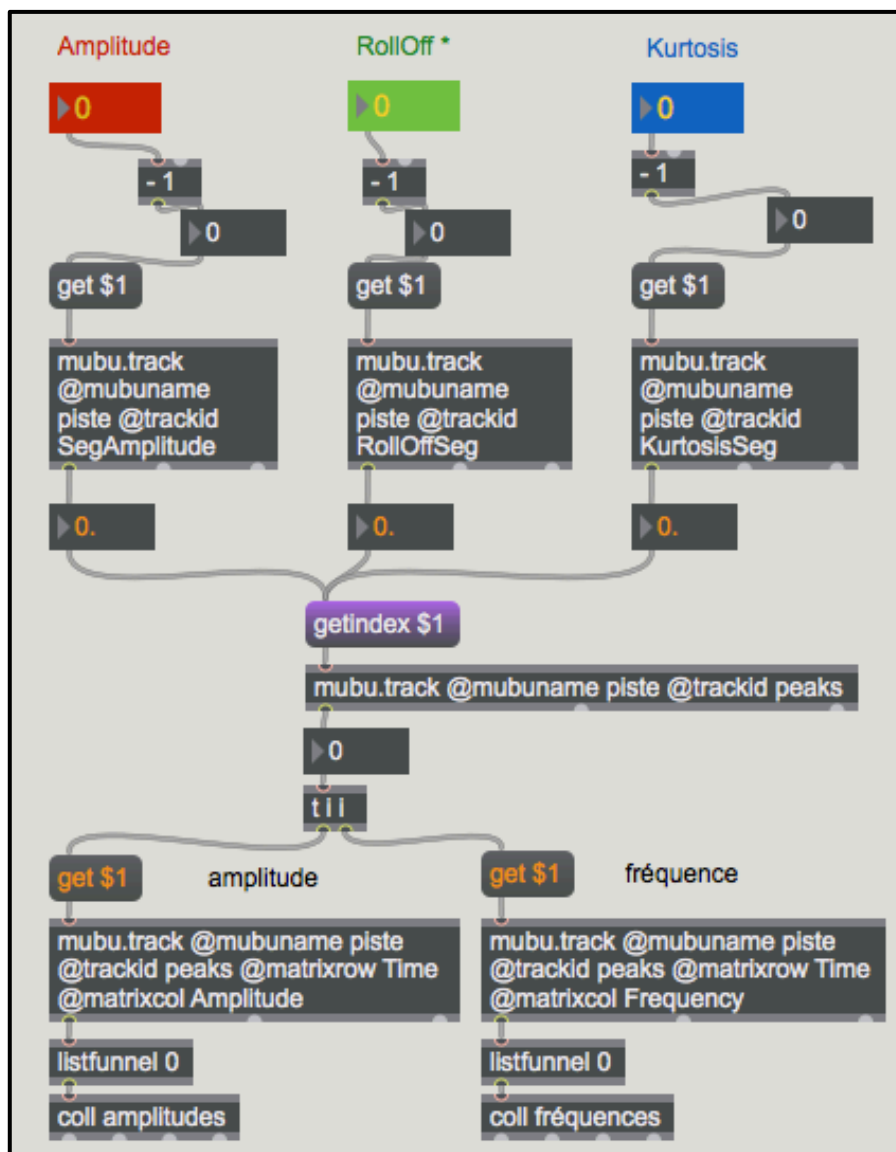 Amplitude
RollOff *
Kurtosis
0
0
0
- 1
- 1
- 1
0
0
0
get $1
get $1
get $1
mubu.track
@mubuname
piste @trackid
SegAmplitude
mubu.track
@mubuname
piste @trackid
RollOffSeg
mubu.track
@mubuname
piste @trackid
KurtosisSeg
0.
0.
0.
getindex $1
mubu.track @mubuname piste @trackid peaks
0
t i i
get $1
amplitude
get $1
fréquence
mubu.track @mubuname piste
@trackid peaks @matrixrow Time
@matrixcol Amplitude
mubu.track @mubuname piste
@trackid peaks @matrixrow Time
@matrixcol Frequency
listfunnel 0
listfunnel 0
coll amplitudes
coll fréquences